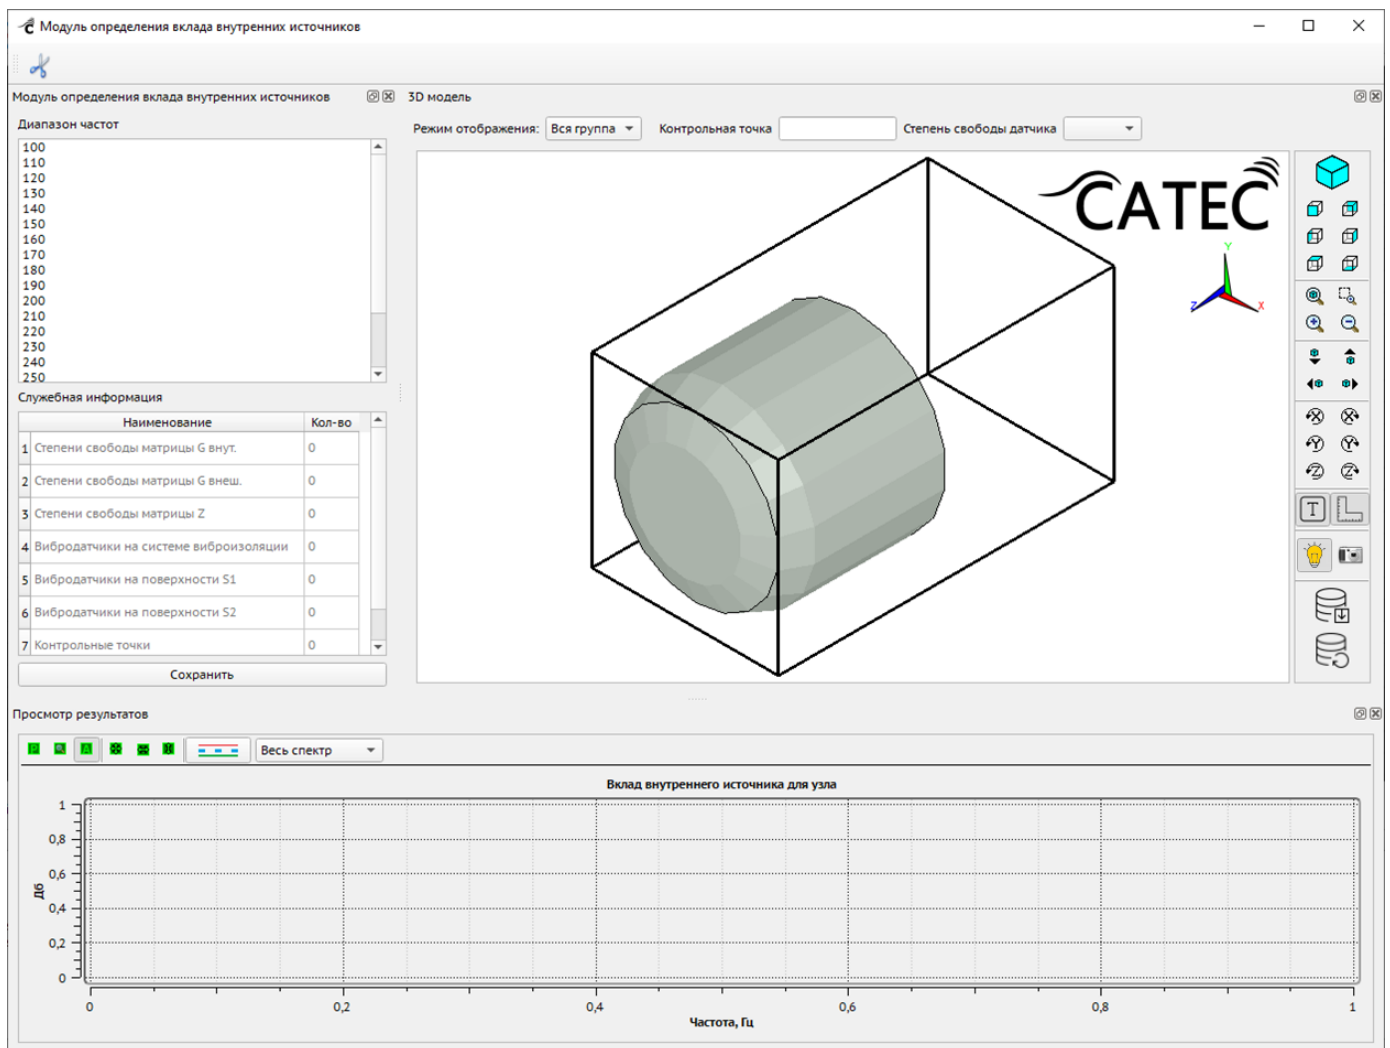 Модуль определения вклада внутренних источников
Модуль определения вклада внутренних источников
3D модель
Диапазон частот
100
110
120
130
140
150
160
170
180
190
200
210
220
230
240
250
Служебная информация
Наименование Кол-во
1 Степени свободы матрицы G внут. 0
2 Степени свободы матрицы G внеш. 0
3 Степени свободы матрицы Z 0
4 Вибродатчики на системе виброизоляции 0
5 Вибродатчики на поверхности S1 0
6 Вибродатчики на поверхности S2 0
7 Контрольные точки 0
Сохранить
Режим отображения: Вся группа Контрольная точка Степень свободы датчика
CATEC
Y
Z
X
X X
Y Y
Z Z
T
Просмотр результатов
P A Весь спектр
Вклад внутреннего источника для узла
1
0,8
0,6
0,4
0,2
0
Дб
0 0,2 0,4 0,6 0,8 1
Частота, Гц